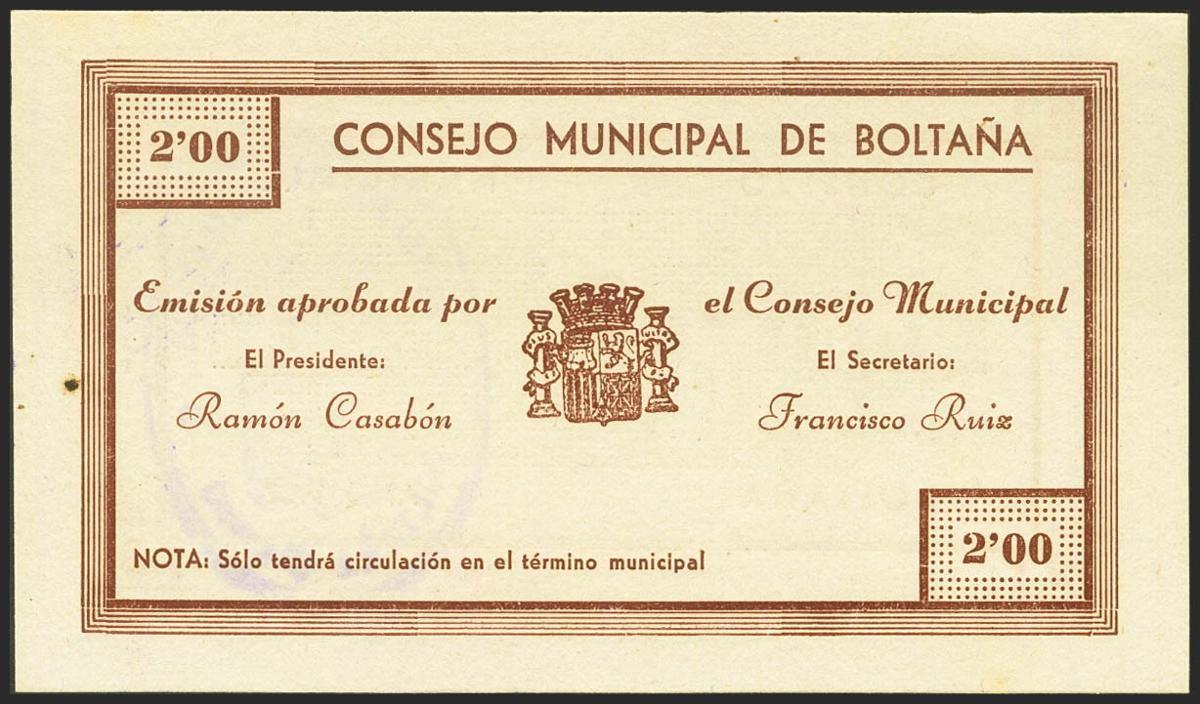 2'00
CONSEJO MUNICIPAL DE BOLTAÑA
Emisión aprobada por el Consejo Municipal
El Presidente:
Ramón Casabón
El Secretario:
Francisco Ruiz
NOTA: Sólo tendrá circulación en el término municipal
2'00